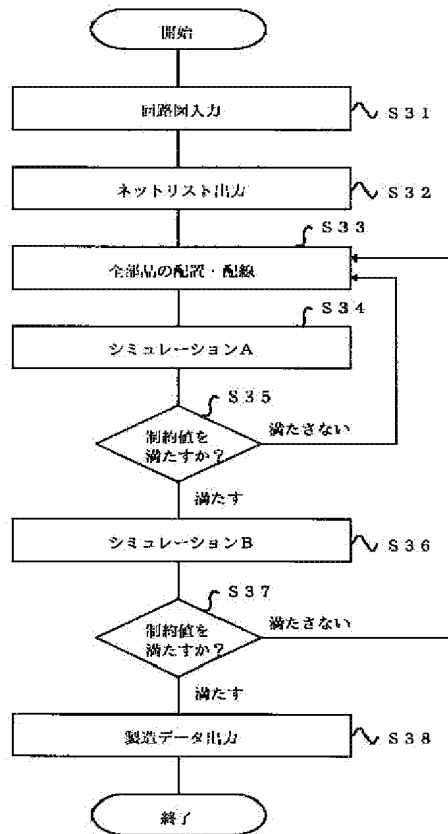 開始
回路図入力
S31
ネットリスト出力
S32
S33
全部品の配置・配線
S34
シミュレーションA
S35
制約値を
満たすか？
満たさない
満たす
シミュレーションB
S36
S37
制約値を
満たすか？
満たさない
満たす
製造データ出力
S38
終了